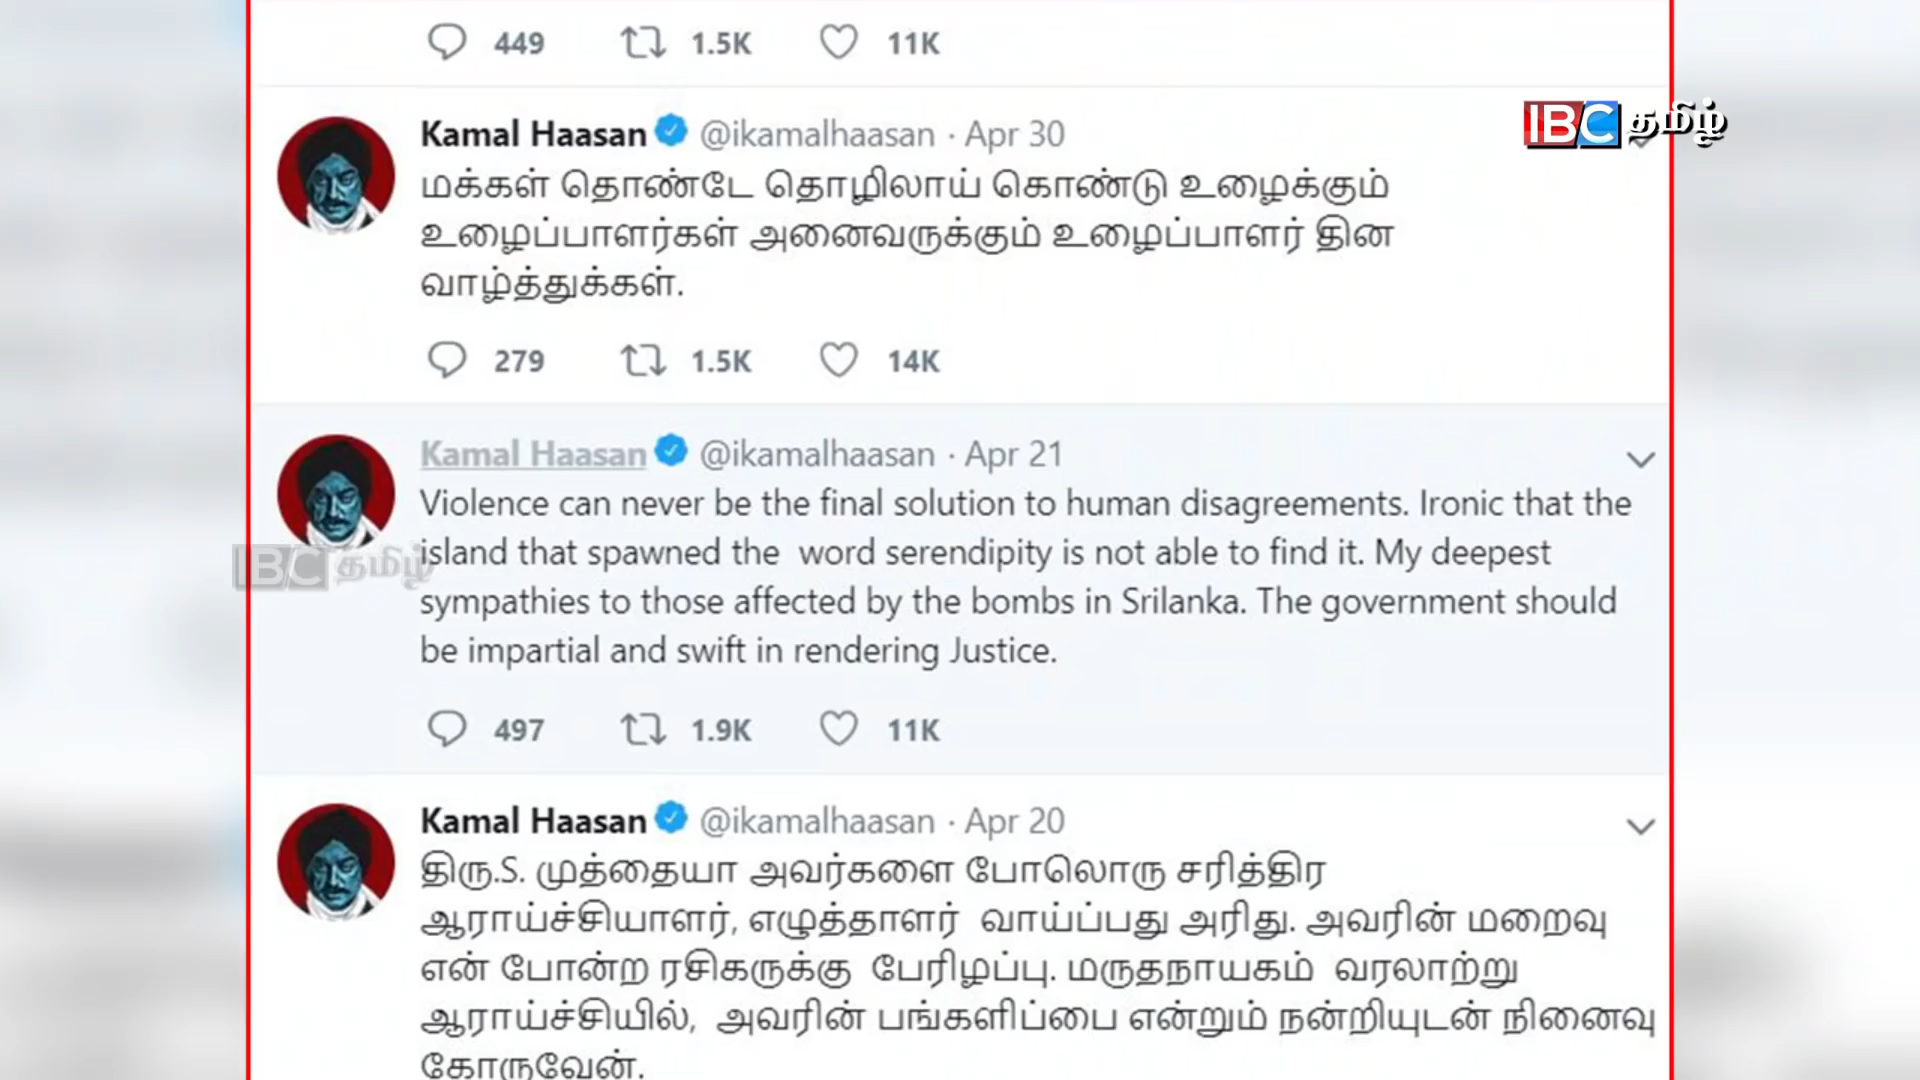 449 1.5K 11K
IBC தமிழ்
Kamal Haasan @ikamalhaasan · Apr 30
மக்கள் தொண்டே தொழிலாய் கொண்டு உழைக்கும்
உழைப்பாளர்கள் அனைவருக்கும் உழைப்பாளர் தின
வாழ்த்துக்கள்.
279 1.5K 14K
Kamal Haasan @ikamalhaasan · Apr 21
Violence can never be the final solution to human disagreements. Ironic that the
IBC தமிழ்
island that spawned the word serendipity is not able to find it. My deepest
sympathies to those affected by the bombs in Srilanka. The government should
be impartial and swift in rendering Justice.
497 1.9K 11K
Kamal Haasan @ikamalhaasan · Apr 20
திரு.S. முத்தையா அவர்களை போலொரு சரித்திர
ஆராய்ச்சியாளர், எழுத்தாளர் வாய்ப்பது அரிது. அவரின் மறைவு
என் போன்ற ரசிகருக்கு பேரிழப்பு. மருதநாயகம் வரலாற்று
ஆராய்ச்சியில், அவரின் பங்களிப்பை என்றும் நன்றியுடன் நினைவு
கோருவேன்.